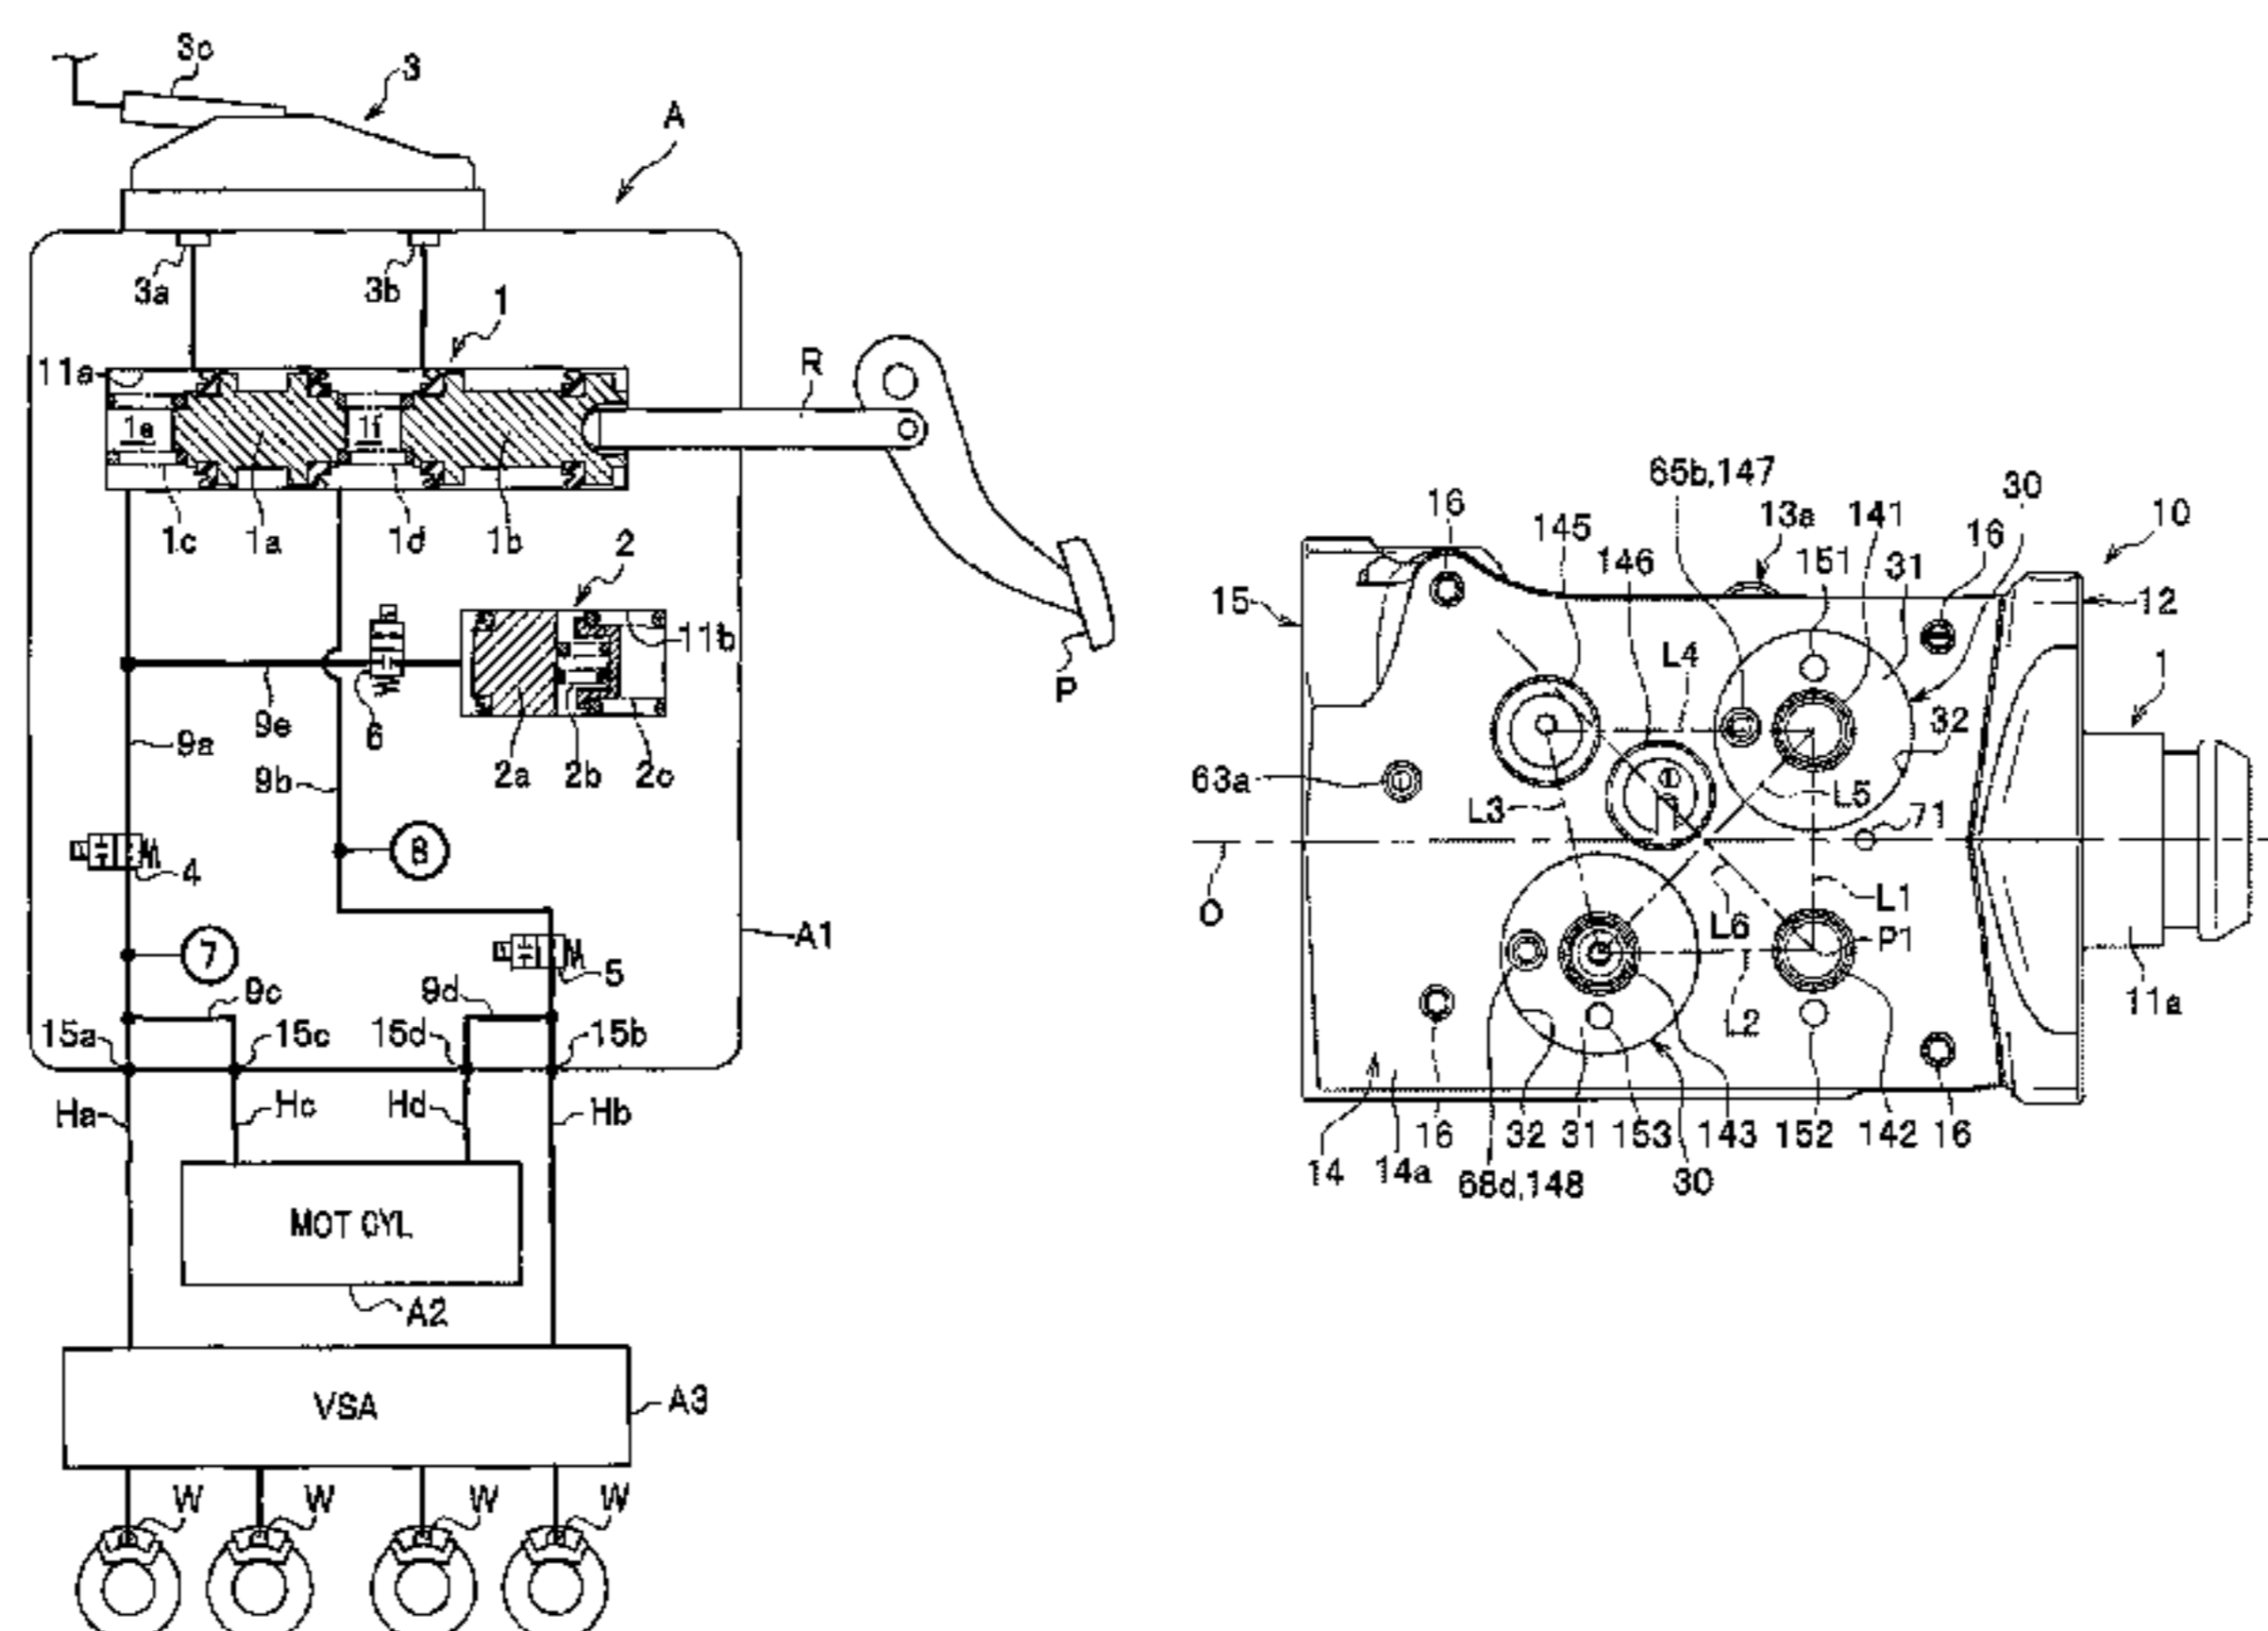 3c
3
A
3a
3b
1
11a
R
1e
1f
1c
1a
1d
1b
2
11b
P
6
9e
9a
2a
2b
2c
9b
8
4
7
5
A1
9c
9d
15a
15c
15d
15b
Ha
Hc
Hd
Hb
MOT CYL
A2
VSA
A3
W
W
W
W
65b,147
30
16
13a
141
10
145
151
16
146
31
15
12
L4
1
32
63a
L3
L5
71
O
L1
L6
P1
L2
11a
16
32
31
153
143
152
142
16
14
14a
68d,148
30